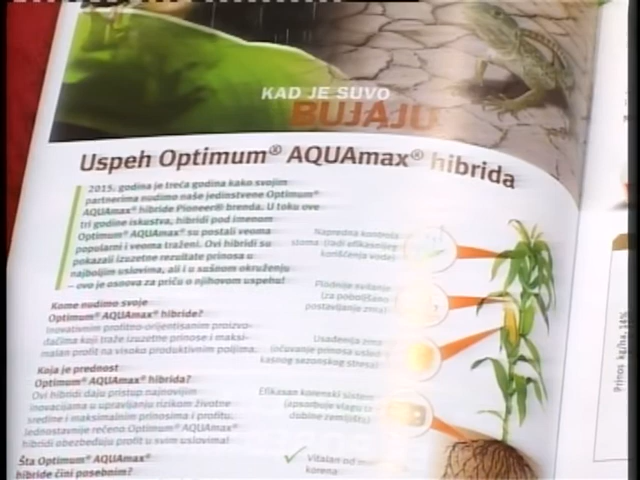 KAD JE SUVO
BUJAJU
Uspeh Optimum® AQUAmax® hibrida
2015. godina je treća godina kako svojim
partnerima nudimo naše jedinstvene Optimum®
AQUAmax® hibride Pioneer® brenda. U toku ove
tri godine iskustva, hibridi pod imenom
Optimum® AQUAmax® su postali veoma
popularni i veoma traženi. Ovi hibridi su
pokazali izuzetne rezultate prinosa u
najboljim uslovima, ali i u sušnom okruženju
– ovo je osnova za priču o njihovom uspehu!
Kome nudimo svoje
Optimum® AQUAmax® hibride?
Inovativnim profitno-orijentisanim proizvo-
đačima koji traže izuzetne prinose i maksi-
malan profit na visoko produktivnim poljima.
Koja je prednost
Optimum® AQUAmax® hibrida?
Ovi hibridi daju pristup najnovijim
inovacijama u upravljanju rizikom životne
sredine i maksimalnim prinosima i profitu.
Jednostavnije rečeno Optimum® AQUAmax®
hibridi obezbeđuju profit u svim uslovima!
Šta Optimum® AQUAmax®
hibride čini posebnim?
Napredna kontrola
stoma (radi efikasnijeg
korišćenja vode)
Plodnije svilanje
(za poboljšano
postavljanje zrna)
Usađenija zrna
(očuvanje prinosa usled
kasnog sezonskog stresa)
Efikasan korenski sistem
(apsorbuje vlagu iz
dubine zemljišta)
Vitalan od
korena
Prinos kg/ha, 14%